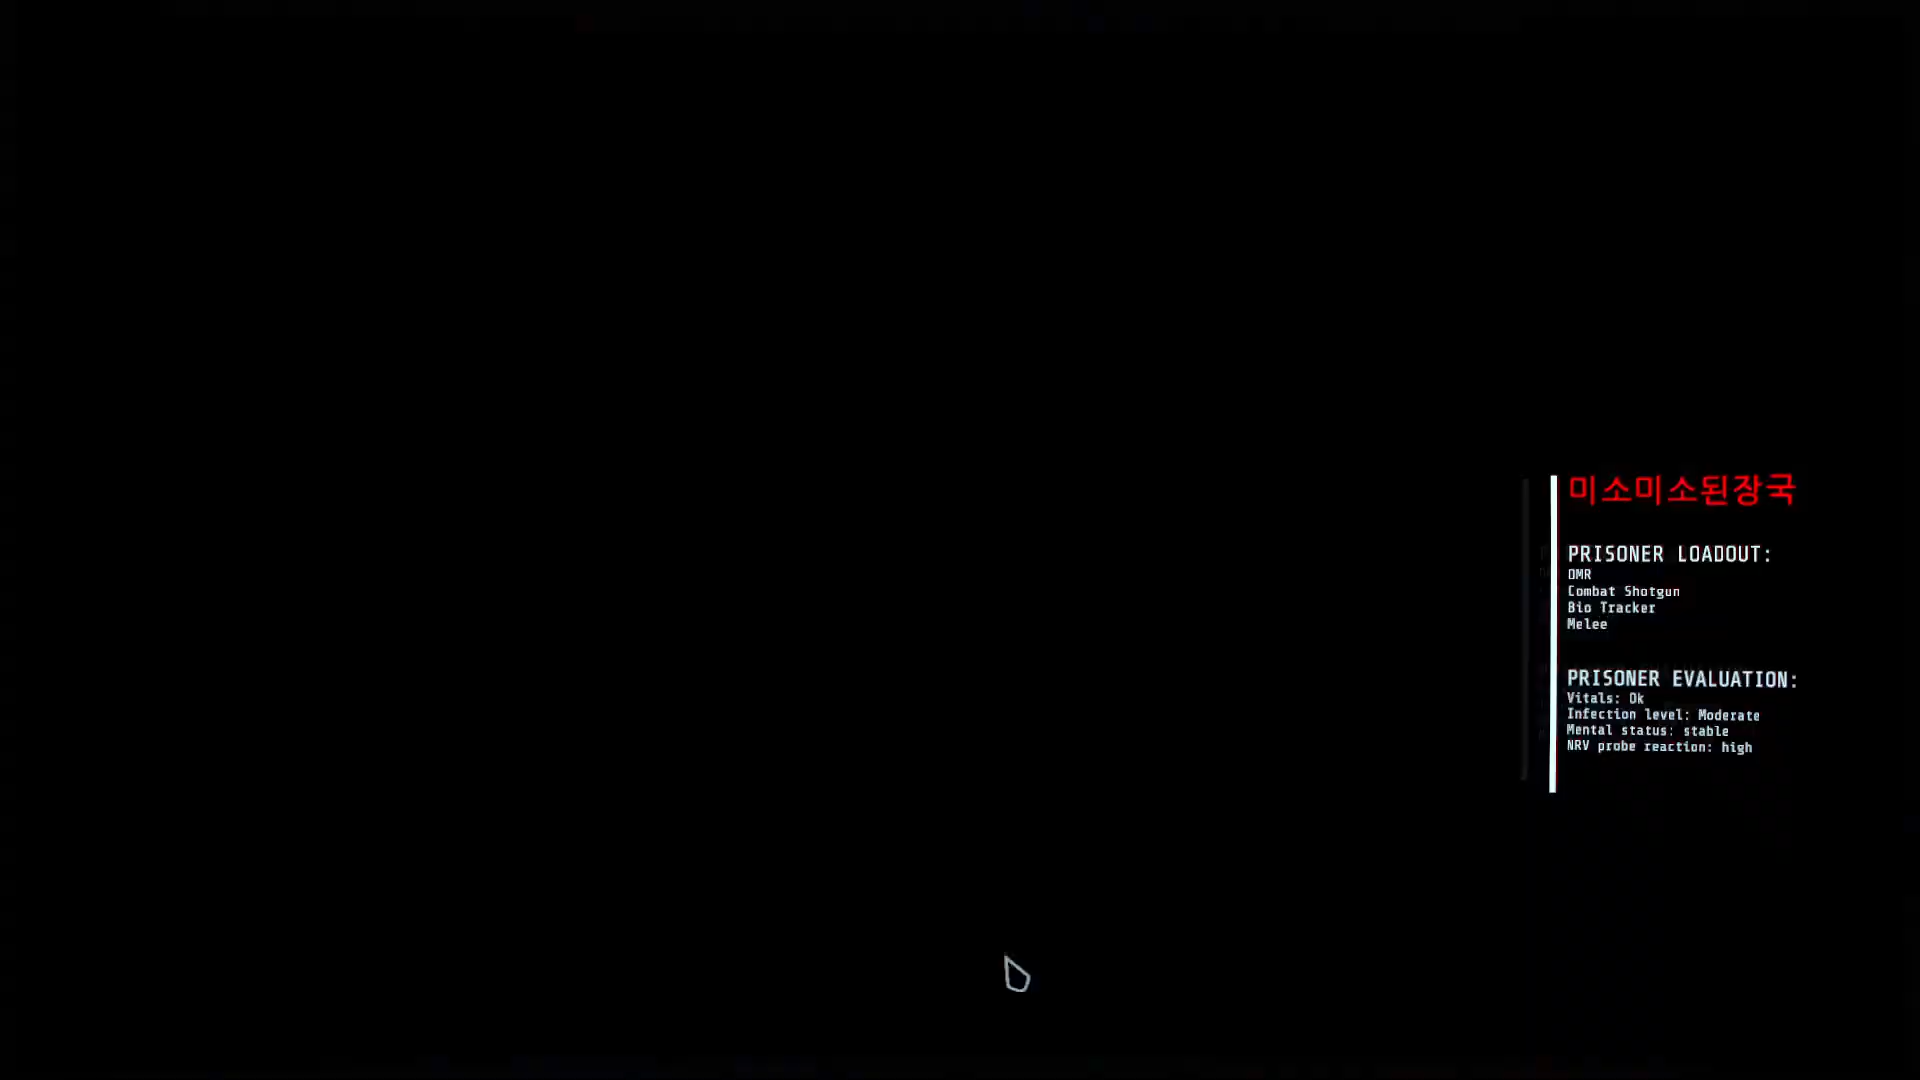 미소미소된장국
PRISONER LOADOUT:
DMR
Combat Shotgun
Bio Tracker
Melee
PRISONER EVALUATION:
Vitals: Ok
Infection level: Moderate
Mental status: stable
NRV probe reaction: high